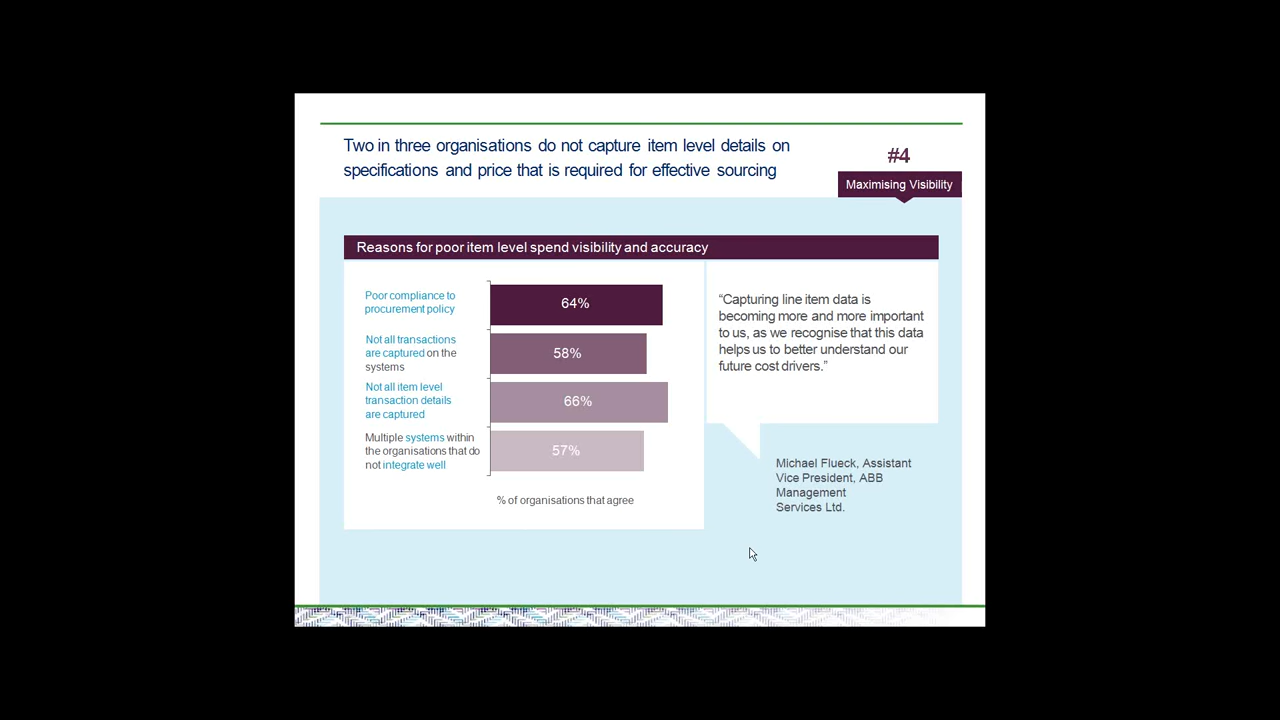 Two in three organisations do not capture item level details on
specifications and price that is required for effective sourcing
#4
Maximising Visibility
Reasons for poor item level spend visibility and accuracy
Poor compliance to
procurement policy
64%
Not all transactions
are captured on the
systems
58%
Not all item level
transaction details
are captured
66%
Multiple systems within
the organisations that do
not integrate well
57%
% of organisations that agree
“Capturing line item data is
becoming more and more important
to us, as we recognise that this data
helps us to better understand our
future cost drivers.”
Michael Flueck, Assistant
Vice President, ABB
Management
Services Ltd.